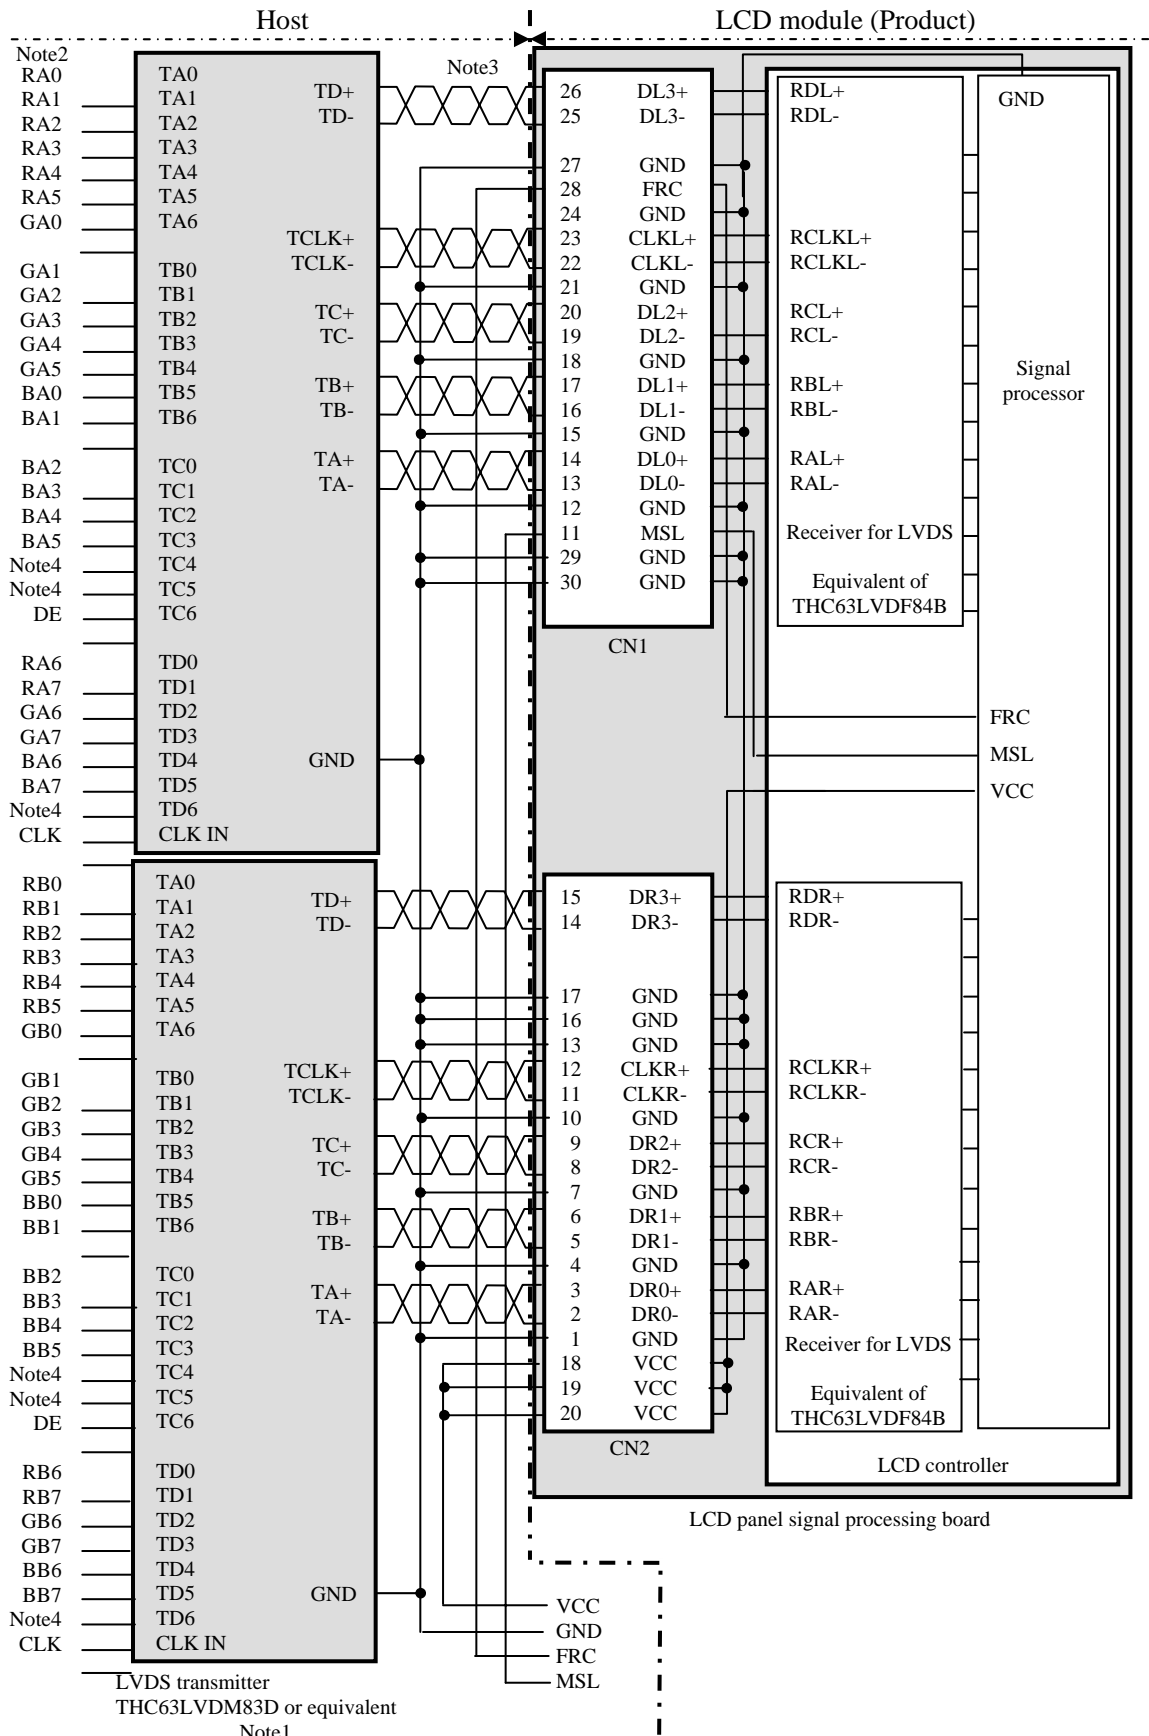 Host
LCD module (Product)
Note2
RA0
RA1
RA2
RA3
RA4
RA5
GA0
GA1
GA2
GA3
GA4
GA5
BA0
BA1
BA2
BA3
BA4
BA5
Note4
Note4
DE
RA6
RA7
GA6
GA7
BA6
BA7
Note4
CLK
TA0
TA1
TA2
TA3
TA4
TA5
TA6
TB0
TB1
TB2
TB3
TB4
TB5
TB6
TC0
TC1
TC2
TC3
TC4
TC5
TC6
TD0
TD1
TD2
TD3
TD4
TD5
TD6
CLK IN
TD+
TD-
TCLK+
TCLK-
TC+
TC-
TB+
TB-
TA+
TA-
GND
Note3
26 DL3+
25 DL3-
27 GND
28 FRC
24 GND
23 CLKL+
22 CLKL-
21 GND
20 DL2+
19 DL2-
18 GND
17 DL1+
16 DL1-
15 GND
14 DL0+
13 DL0-
12 GND
11 MSL
29 GND
30 GND
CN1
RDL+
RDL-
RCLKL+
RCLKL-
RCL+
RCL-
RBL+
RBL-
RAL+
RAL-
Receiver for LVDS
Equivalent of
THC63LVDF84B
GND
Signal
processor
FRC
MSL
VCC
RB0
RB1
RB2
RB3
RB4
RB5
GB0
GB1
GB2
GB3
GB4
GB5
BB0
BB1
BB2
BB3
BB4
BB5
Note4
Note4
DE
RB6
RB7
GB6
GB7
BB6
BB7
Note4
CLK
TA0
TA1
TA2
TA3
TA4
TA5
TA6
TB0
TB1
TB2
TB3
TB4
TB5
TB6
TC0
TC1
TC2
TC3
TC4
TC5
TC6
TD0
TD1
TD2
TD3
TD4
TD5
TD6
CLK IN
TD+
TD-
TCLK+
TCLK-
TC+
TC-
TB+
TB-
TA+
TA-
GND
15 DR3+
14 DR3-
17 GND
16 GND
13 GND
12 CLKR+
11 CLKR-
10 GND
9 DR2+
8 DR2-
7 GND
6 DR1+
5 DR1-
4 GND
3 DR0+
2 DR0-
1 GND
18 VCC
19 VCC
20 VCC
CN2
RDR+
RDR-
RCLKR+
RCLKR-
RCR+
RCR-
RBR+
RBR-
RAR+
RAR-
Receiver for LVDS
Equivalent of
THC63LVDF84B
LCD controller
LCD panel signal processing board
VCC
GND
FRC
MSL
LVDS transmitter
THC63LVDM83D or equivalent
Note1